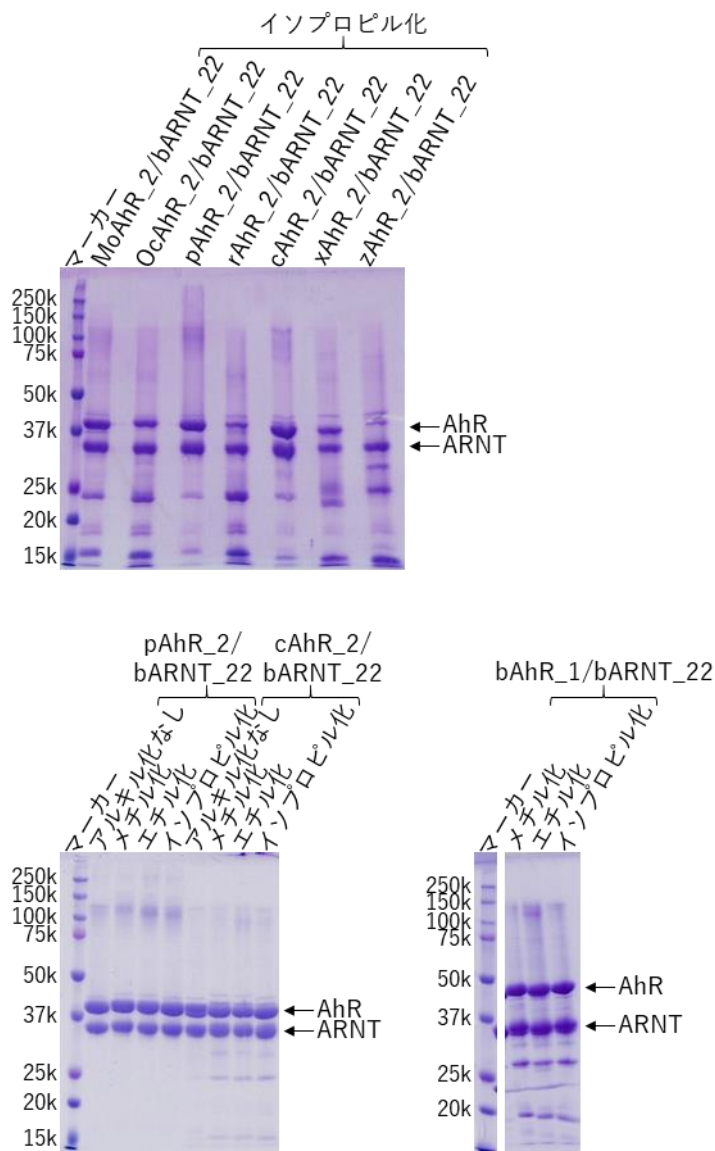 イソプロピル化
マーカー
MoAhR_2/bARNT_22
OcAhR_2/bARNT_22
pAhR_2/bARNT_22
rAhR_2/bARNT_22
cAhR_2/bARNT_22
xAhR_2/bARNT_22
zAhR_2/bARNT_22
250k
150k
100k
75k
50k
37k
25k
20k
15k
AhR
ARNT
pAhR_2/
bARNT_22
cAhR_2/
bARNT_22
マーカー
アルキル化なし
メチル化
エチル化
イソプロピル化
アルキル化なし
メチル化
エチル化
イソプロピル化
250k
150k
100k
75k
50k
37k
25k
20k
15k
AhR
ARNT
bAhR_1/bARNT_22
マーカー
メチル化
エチル化
イソプロピル化
250k
150k
100k
75k
50k
37k
25k
20k
AhR
ARNT